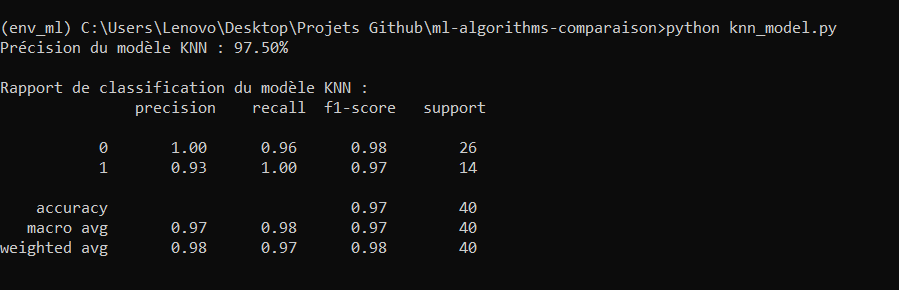 (env_ml) C:\Users\Lenovo\Desktop\Projets Github\ml-algorithms-comparaison>python knn_model.py
Précision du modèle KNN : 97.50%
Rapport de classification du modèle KNN :
precision recall f1-score support
0 1.00 0.96 0.98 26
1 0.93 1.00 0.97 14
accuracy 0.97 40
macro avg 0.97 0.98 0.97 40
weighted avg 0.98 0.97 0.98 40